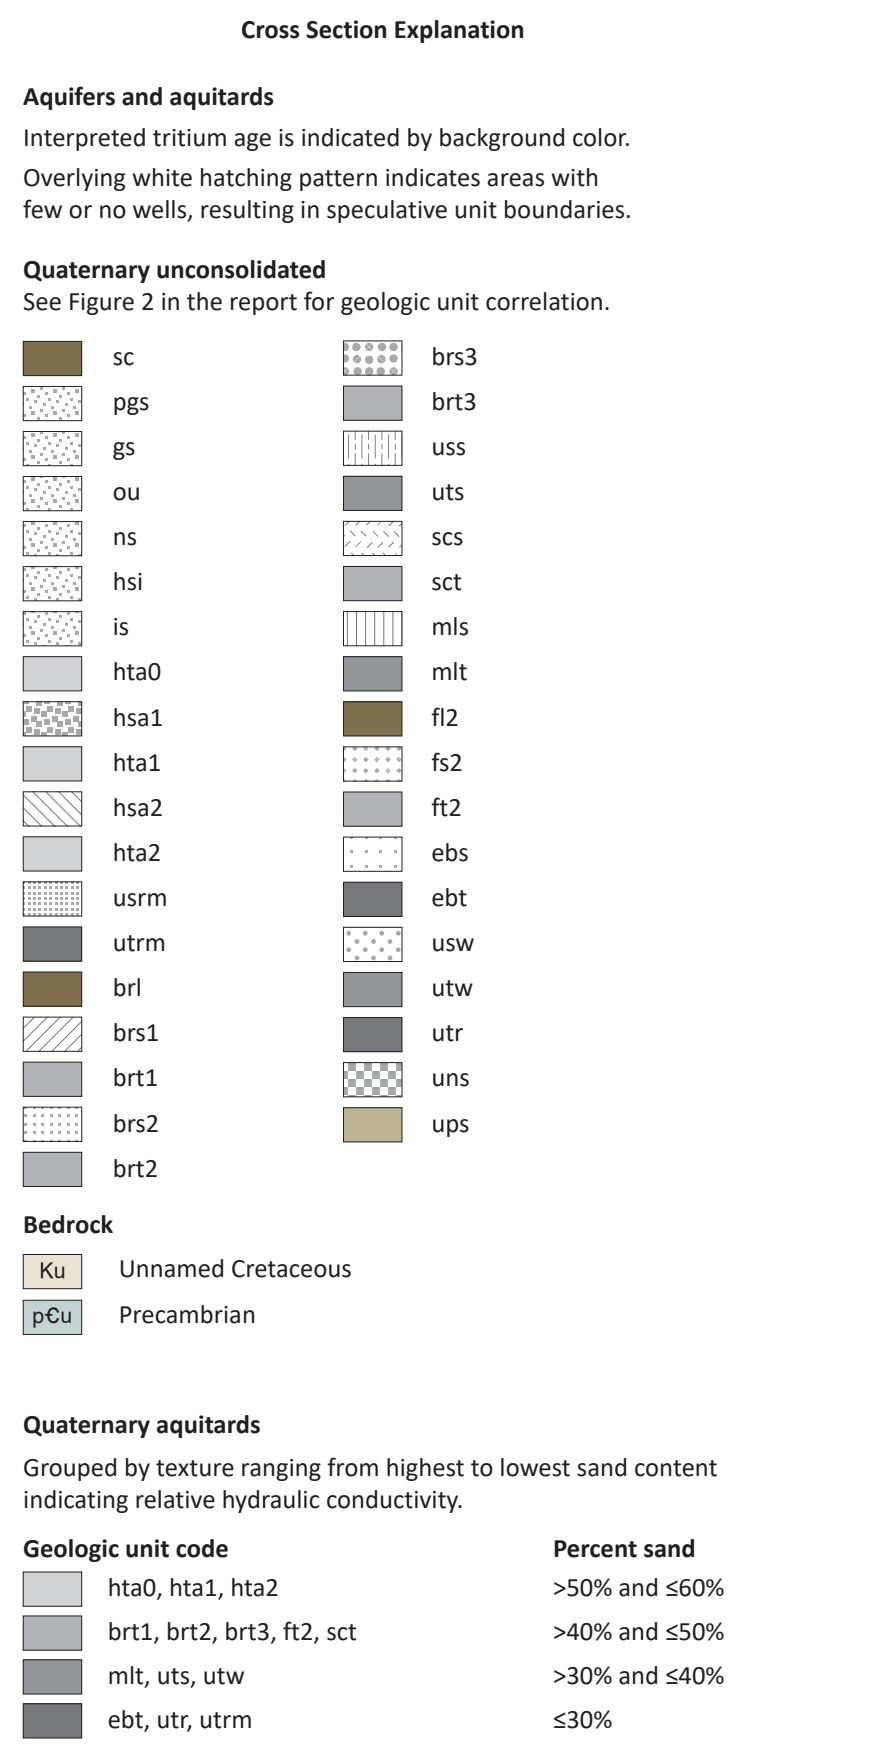 Cross Section Explanation
Aquifers and aquitards
Interpreted tritium age is indicated by background color.
Overlying white hatching pattern indicates areas with
few or no wells, resulting in speculative unit boundaries.
Quaternary unconsolidated
See Figure 2 in the report for geologic unit correlation.
sc
pgs
gs
ou
ns
hsi
is
hta0
hsa1
hta1
hsa2
hta2
usrm
utrm
brl
brs1
brt1
brs2
brt2
brs3
brt3
uss
uts
scs
sct
mls
mlt
fl2
fs2
ft2
ebs
ebt
usw
utw
utr
uns
ups
Bedrock
Ku Unnamed Cretaceous
p€u Precambrian
Quaternary aquitards
Grouped by texture ranging from highest to lowest sand content
indicating relative hydraulic conductivity.
Geologic unit code Percent sand
hta0, hta1, hta2 >50% and ≤60%
brt1, brt2, brt3, ft2, sct >40% and ≤50%
mlt, uts, utw >30% and ≤40%
ebt, utr, utrm ≤30%